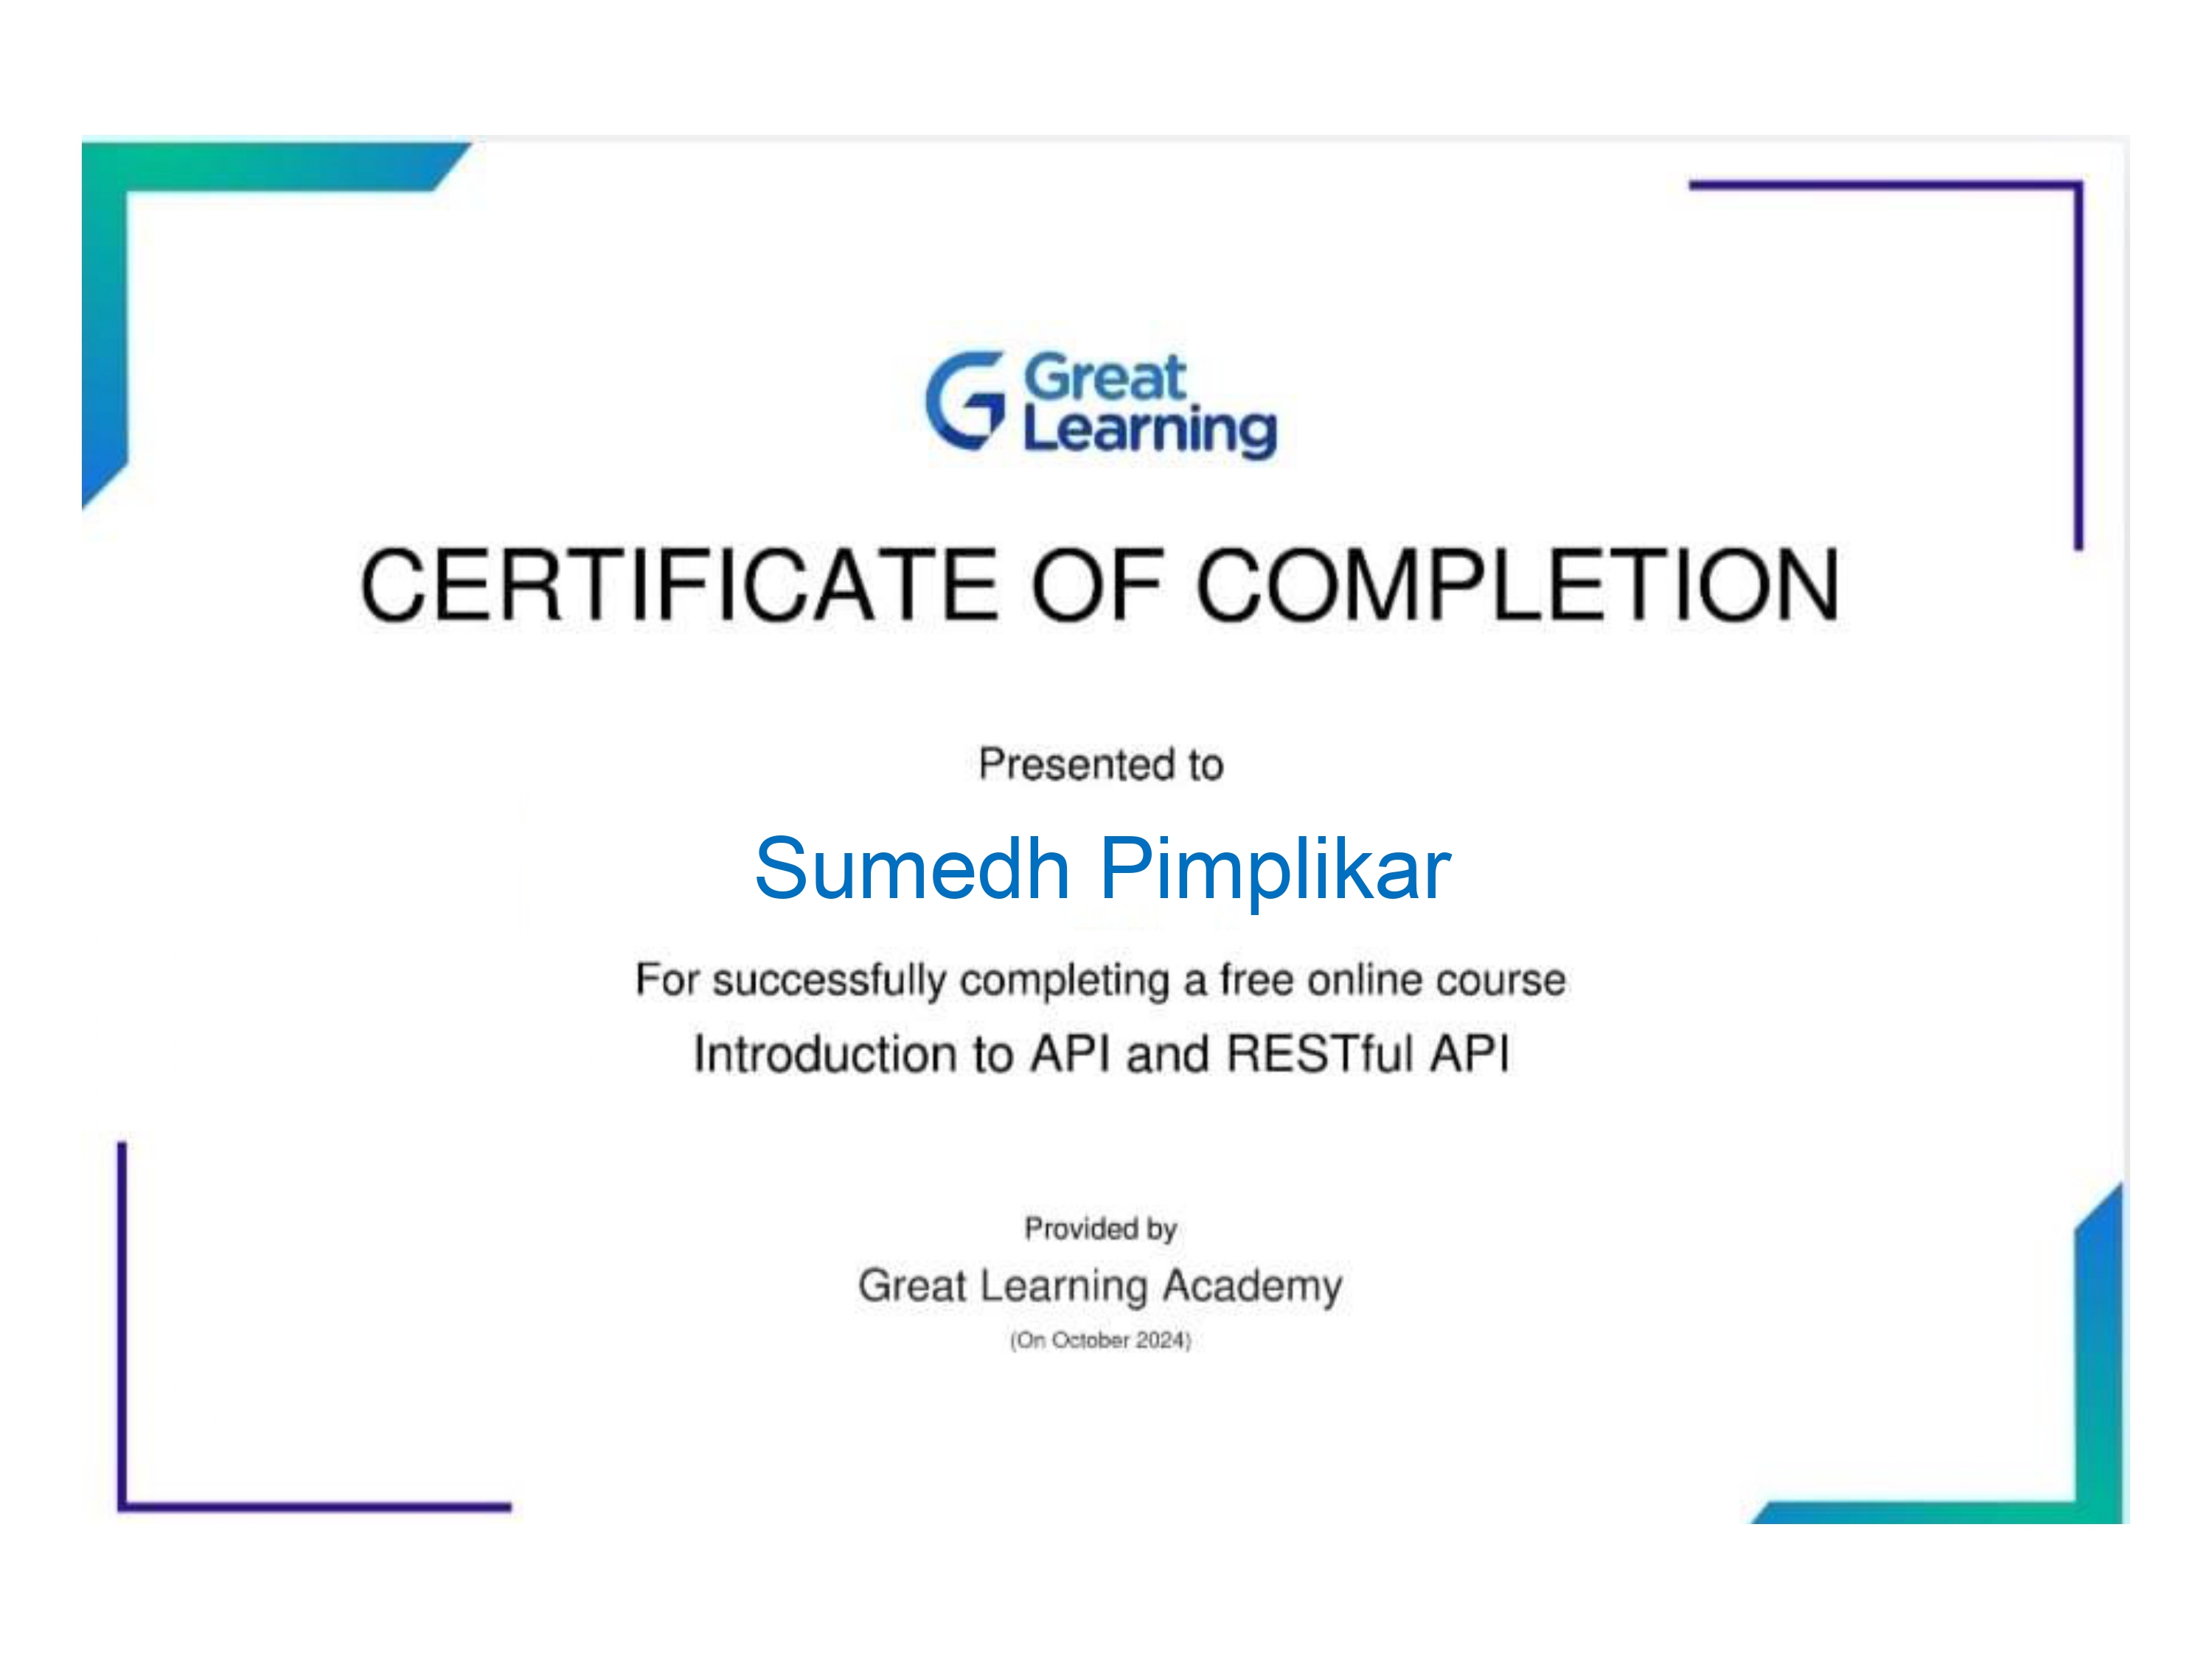 Great
Learning
CERTIFICATE OF COMPLETION
Presented to
Sumedh Pimplikar
For successfully completing a free online course
Introduction to API and RESTful API
Provided by
Great Learning Academy
(On October 2024)